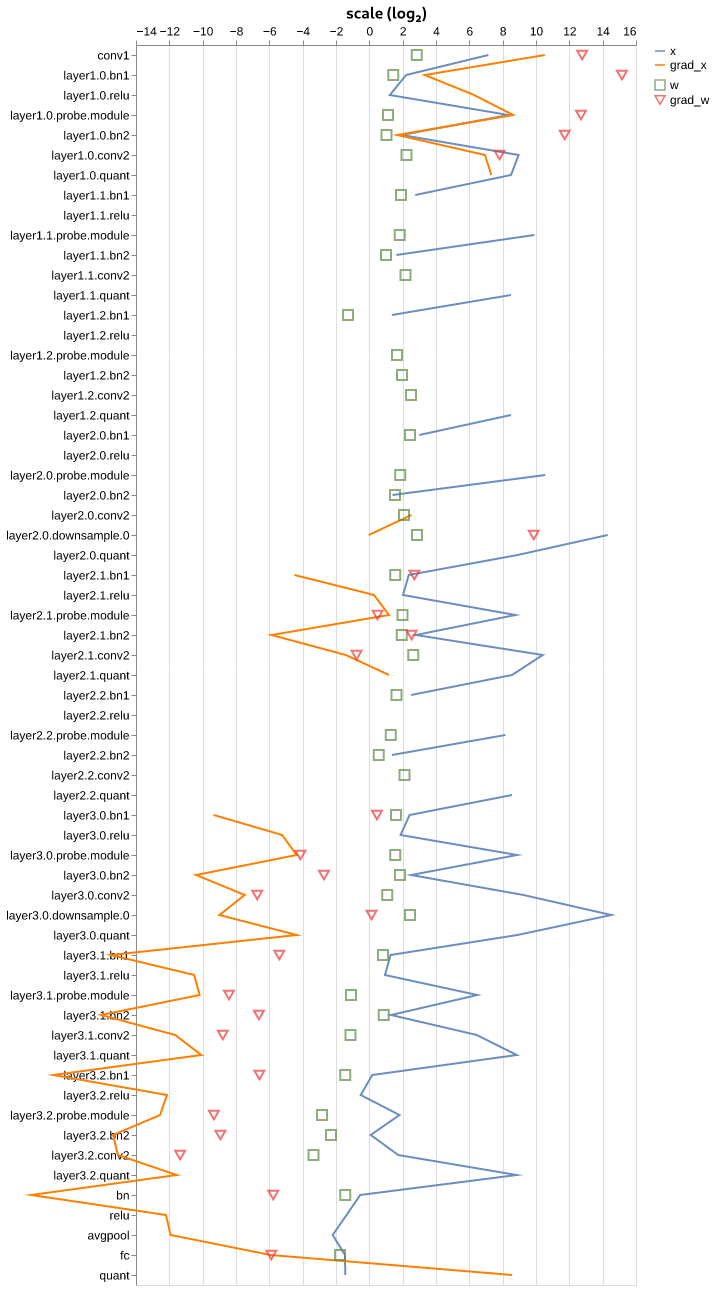 scale (log₂)
−14 −12 −10 −8 −6 −4 −2 0 2 4 6 8 10 12 14 16
x
grad_x
w
grad_w
conv1
layer1.0.bn1
layer1.0.relu
layer1.0.probe.module
layer1.0.bn2
layer1.0.conv2
layer1.0.quant
layer1.1.bn1
layer1.1.relu
layer1.1.probe.module
layer1.1.bn2
layer1.1.conv2
layer1.1.quant
layer1.2.bn1
layer1.2.relu
layer1.2.probe.module
layer1.2.bn2
layer1.2.conv2
layer1.2.quant
layer2.0.bn1
layer2.0.relu
layer2.0.probe.module
layer2.0.bn2
layer2.0.conv2
layer2.0.downsample.0
layer2.0.quant
layer2.1.bn1
layer2.1.relu
layer2.1.probe.module
layer2.1.bn2
layer2.1.conv2
layer2.1.quant
layer2.2.bn1
layer2.2.relu
layer2.2.probe.module
layer2.2.bn2
layer2.2.conv2
layer2.2.quant
layer3.0.bn1
layer3.0.relu
layer3.0.probe.module
layer3.0.bn2
layer3.0.conv2
layer3.0.downsample.0
layer3.0.quant
layer3.1.bn1
layer3.1.relu
layer3.1.probe.module
layer3.1.bn2
layer3.1.conv2
layer3.1.quant
layer3.2.bn1
layer3.2.relu
layer3.2.probe.module
layer3.2.bn2
layer3.2.conv2
layer3.2.quant
bn
relu
avgpool
fc
quant